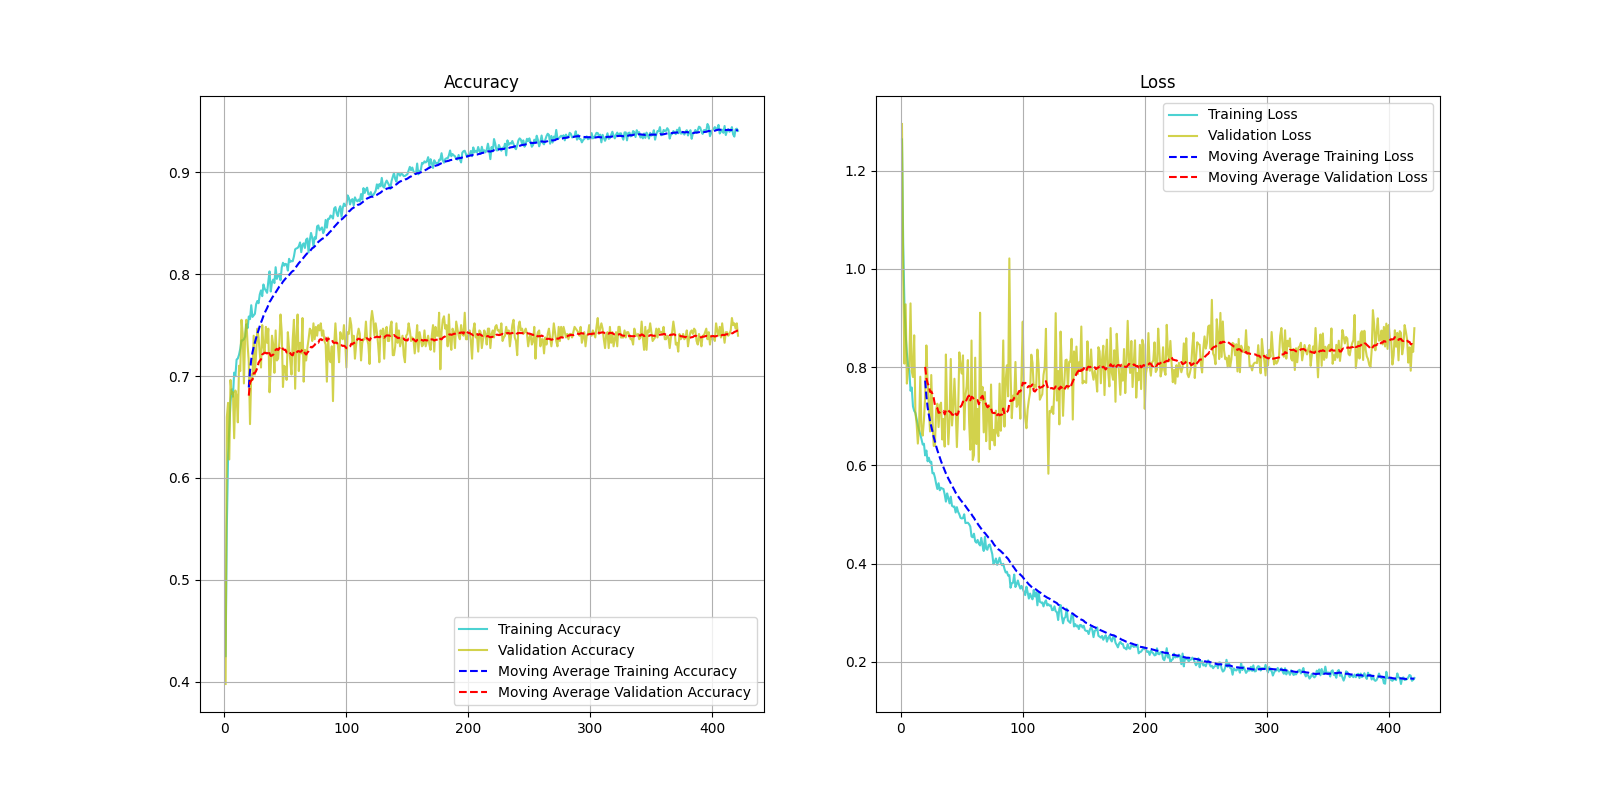 Accuracy
0.9
0.8
0.7
0.6
0.5
0.4
0 100 200 300 400
Training Accuracy
Validation Accuracy
Moving Average Training Accuracy
Moving Average Validation Accuracy
Loss
1.2
1.0
0.8
0.6
0.4
0.2
0 100 200 300 400
Training Loss
Validation Loss
Moving Average Training Loss
Moving Average Validation Loss